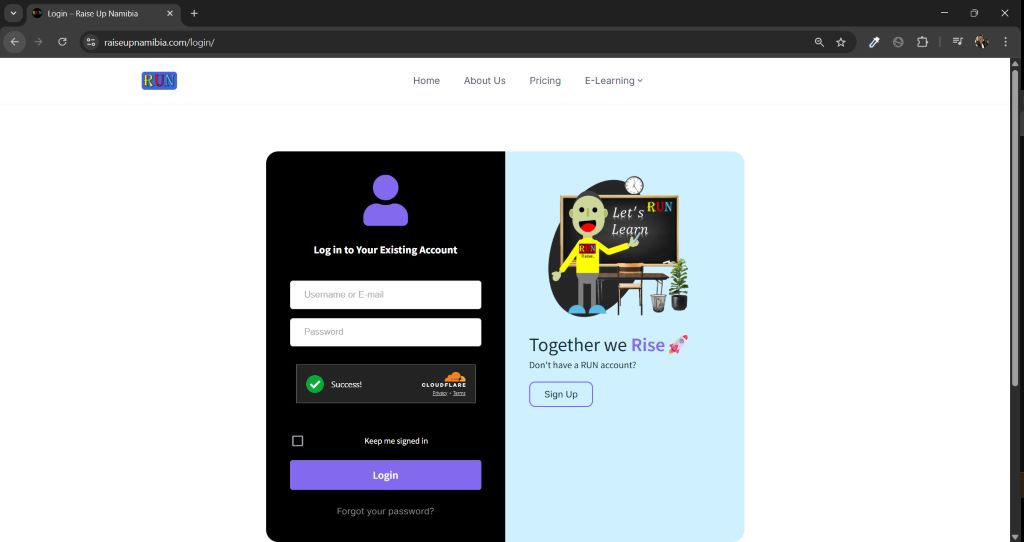 Login – Raise Up Namibia
raiseupnamibia.com/login/
RUN
Home
About Us
Pricing
E-Learning
Log in to Your Existing Account
Username or E-mail
Password
Success!
CLOUDFLARE
Privacy • Terms
Keep me signed in
Login
Forgot your password?
Let's RUN
Learn
RUN
Together we Rise 🚀
Don't have a RUN account?
Sign Up